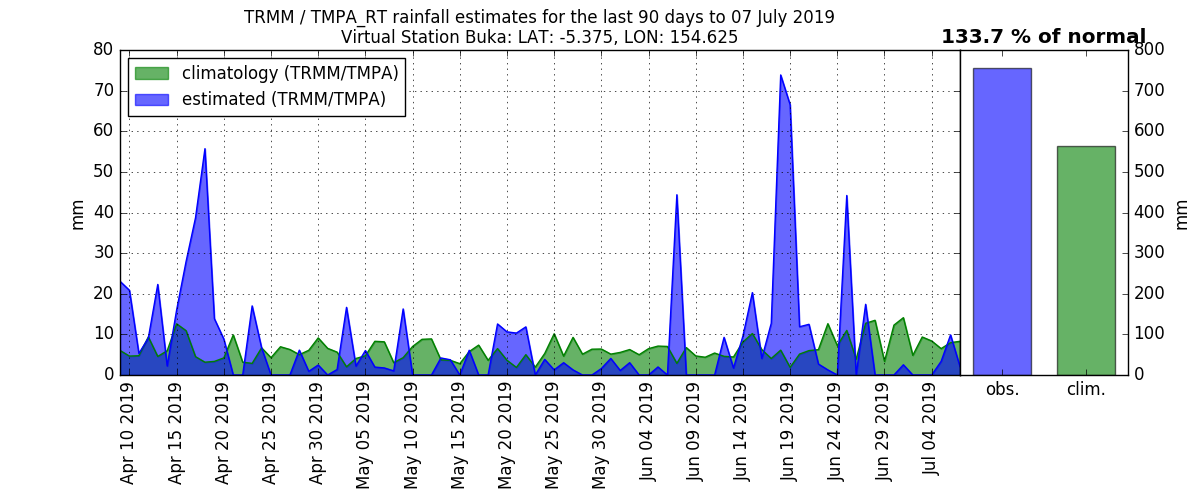 TRMM / TMPA_RT rainfall estimates for the last 90 days to 07 July 2019
Virtual Station Buka: LAT: -5.375, LON: 154.625
133.7 % of normal
climatology (TRMM/TMPA)
estimated (TRMM/TMPA)
mm
80
70
60
50
40
30
20
10
0
Apr 10 2019
Apr 15 2019
Apr 20 2019
Apr 25 2019
Apr 30 2019
May 05 2019
May 10 2019
May 15 2019
May 20 2019
May 25 2019
May 30 2019
Jun 04 2019
Jun 09 2019
Jun 14 2019
Jun 19 2019
Jun 24 2019
Jun 29 2019
Jul 04 2019
obs. clim.
800
700
600
500
400
300
200
100
0
mm